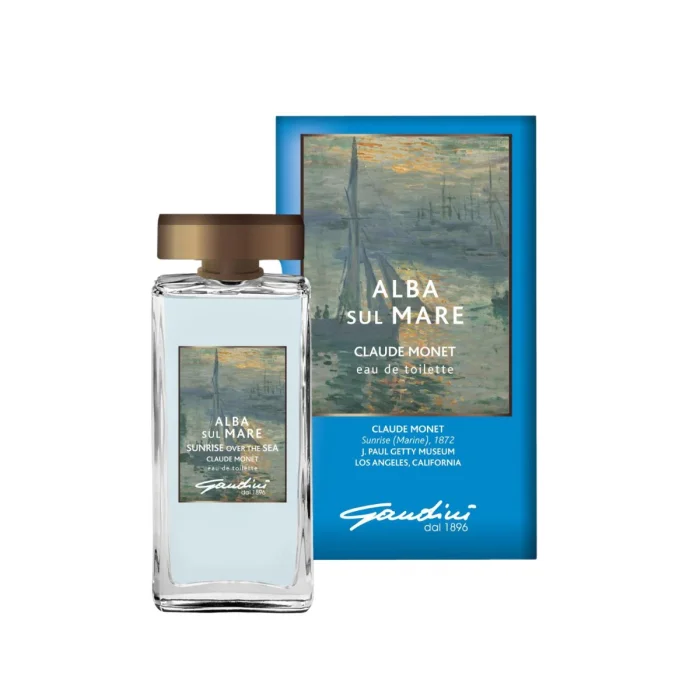 ALBA
SUL MARE
CLAUDE MONET
eau de toilette
CLAUDE MONET
Sunrise (Marine), 1872
J. PAUL GETTY MUSEUM
LOS ANGELES, CALIFORNIA
Gandini
dal 1896
ALBA
SUL MARE
SUNRISE OVER THE SEA
CLAUDE MONET
eau de toilette
Gandini
dal 1896